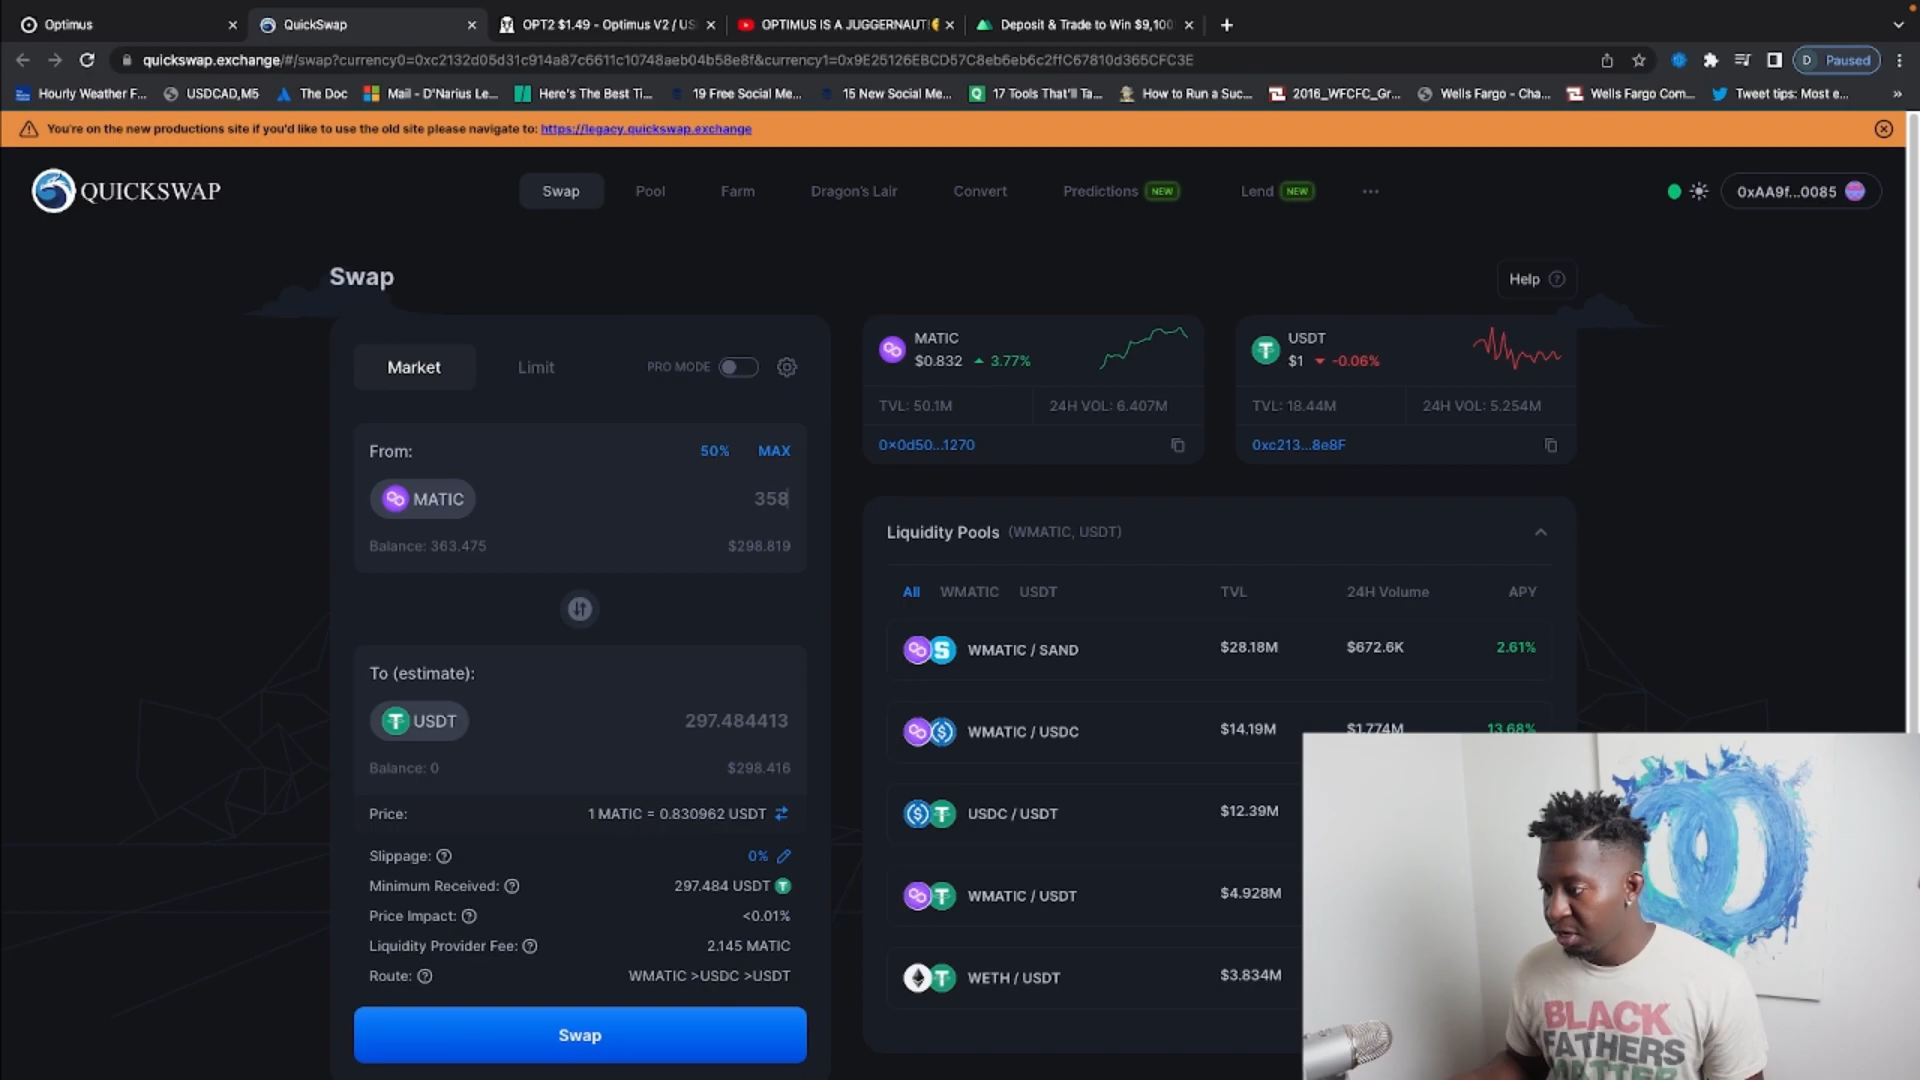 Optimus
QuickSwap
OPT2 $1.49 - Optimus V2 / US
OPTIMUS IS A JUGGERNAUT!
Deposit & Trade to Win $9,100
quickswap.exchange/#/swap?currency0=0xc2132d05d31c914a87c6611c10748aeb04b58e8f&currency1=0x9E25126EBCD57C8eb6eb6c2ffC67810d365CFC3E
D Paused
Hourly Weather F...
USDCAD,M5
The Doc
Mail - D'Narius Le...
Here's The Best Ti...
19 Free Social Me...
15 New Social Me...
17 Tools That'll Ta...
How to Run a Suc...
2016_WFCFC_Gr...
Wells Fargo - Cha...
Wells Fargo Com...
Tweet tips: Most e...
»
You're on the new productions site if you'd like to use the old site please navigate to: https://legacy.quickswap.exchange
QUICKSWAP
Swap
Pool
Farm
Dragon's Lair
Convert
Predictions NEW
Lend NEW
0xAA9f...0085
Swap
Help
Market
Limit
PRO MODE
From:
50%
MAX
MATIC
358
Balance: 363.475
$298.819
To (estimate):
USDT
297.484413
Balance: 0
$298.416
Price:
1 MATIC = 0.830962 USDT
Slippage:
0%
Minimum Received:
297.484 USDT
Price Impact:
<0.01%
Liquidity Provider Fee:
2.145 MATIC
Route:
WMATIC >USDC >USDT
Swap
MATIC
$0.832 3.77%
TVL: 50.1M
24H VOL: 6.407M
0x0d50...1270
USDT
$1 -0.06%
TVL: 18.44M
24H VOL: 5.254M
0xc213...8e8F
Liquidity Pools (WMATIC, USDT)
All WMATIC USDT TVL 24H Volume APY
WMATIC / SAND $28.18M $672.6K 2.61%
WMATIC / USDC $14.19M $1.774M 13.68%
USDC / USDT $12.39M
WMATIC / USDT $4.928M
WETH / USDT $3.834M
BLACK
FATHERS
MATTER